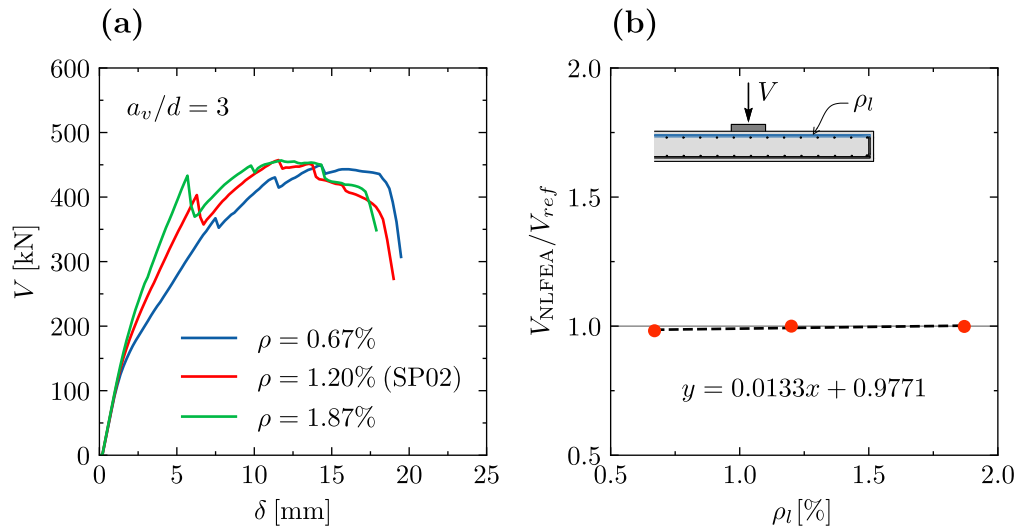 (a)
600
500
400
300
200
100
0
V [kN]
a_v/d = 3
ρ = 0.67%
ρ = 1.20% (SP02)
ρ = 1.87%
0 5 10 15 20 25
δ [mm]
(b)
2.0
1.5
1.0
0.5
V_NLFEA/V_ref
V
ρ_l
y = 0.0133x + 0.9771
0.5 1.0 1.5 2.0
ρ_l [%]